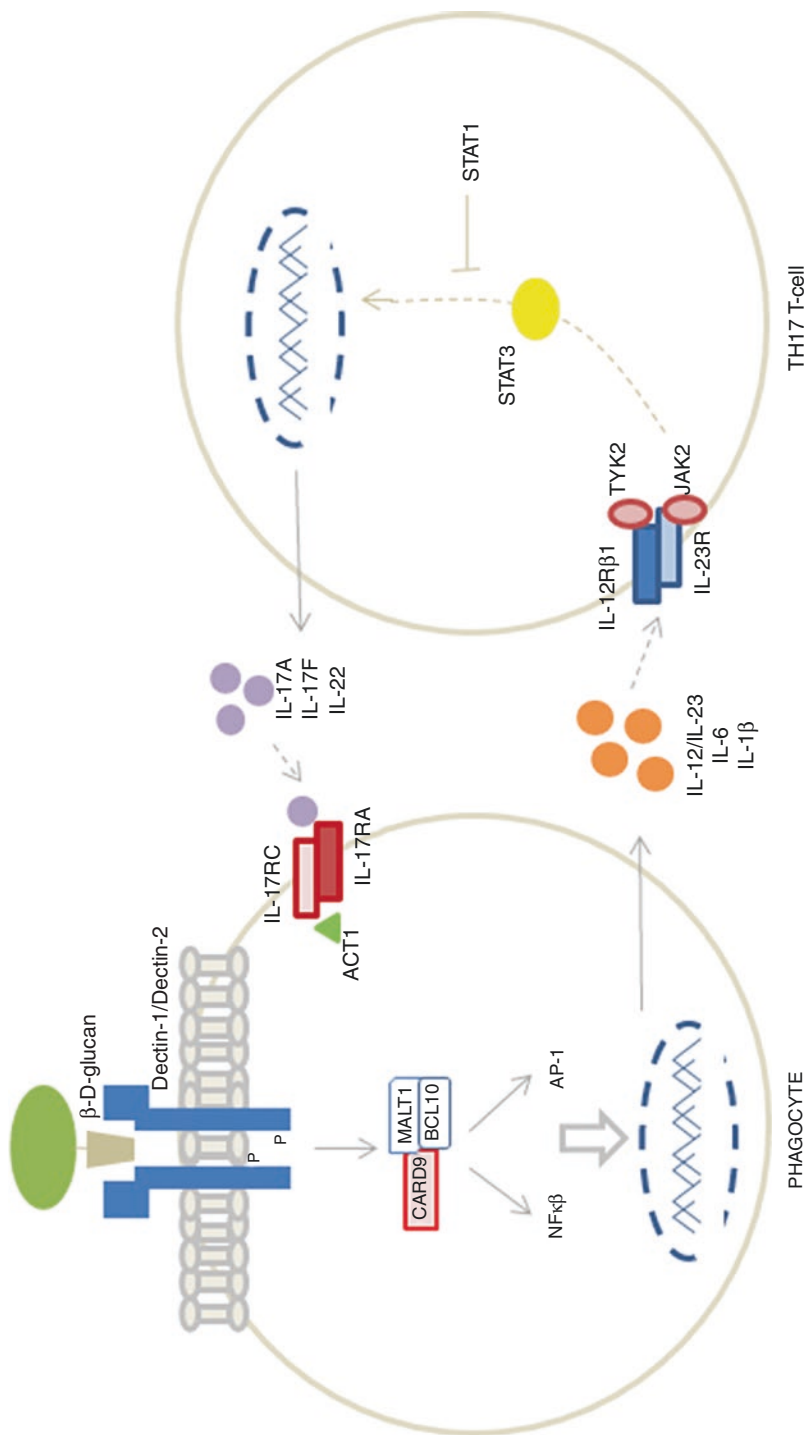 β-D-glucan
Dectin-1/Dectin-2
P
P
CARD9
MALT1
BCL10
NFκβ
AP-1
PHAGOCYTE
IL-17RC
IL-17RA
ACT1
IL-17A
IL-17F
IL-22
IL-12/IL-23
IL-6
IL-1β
IL-12Rβ1
IL-23R
TYK2
JAK2
STAT3
STAT1
TH17 T-cell